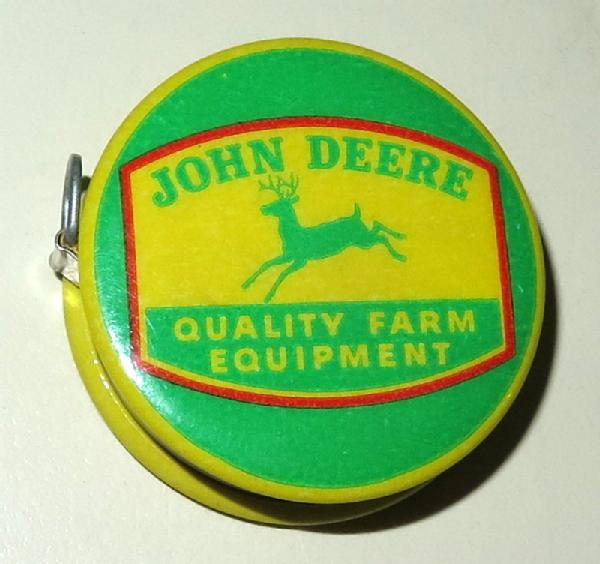 JOHN DEERE
QUALITY FARM
EQUIPMENT